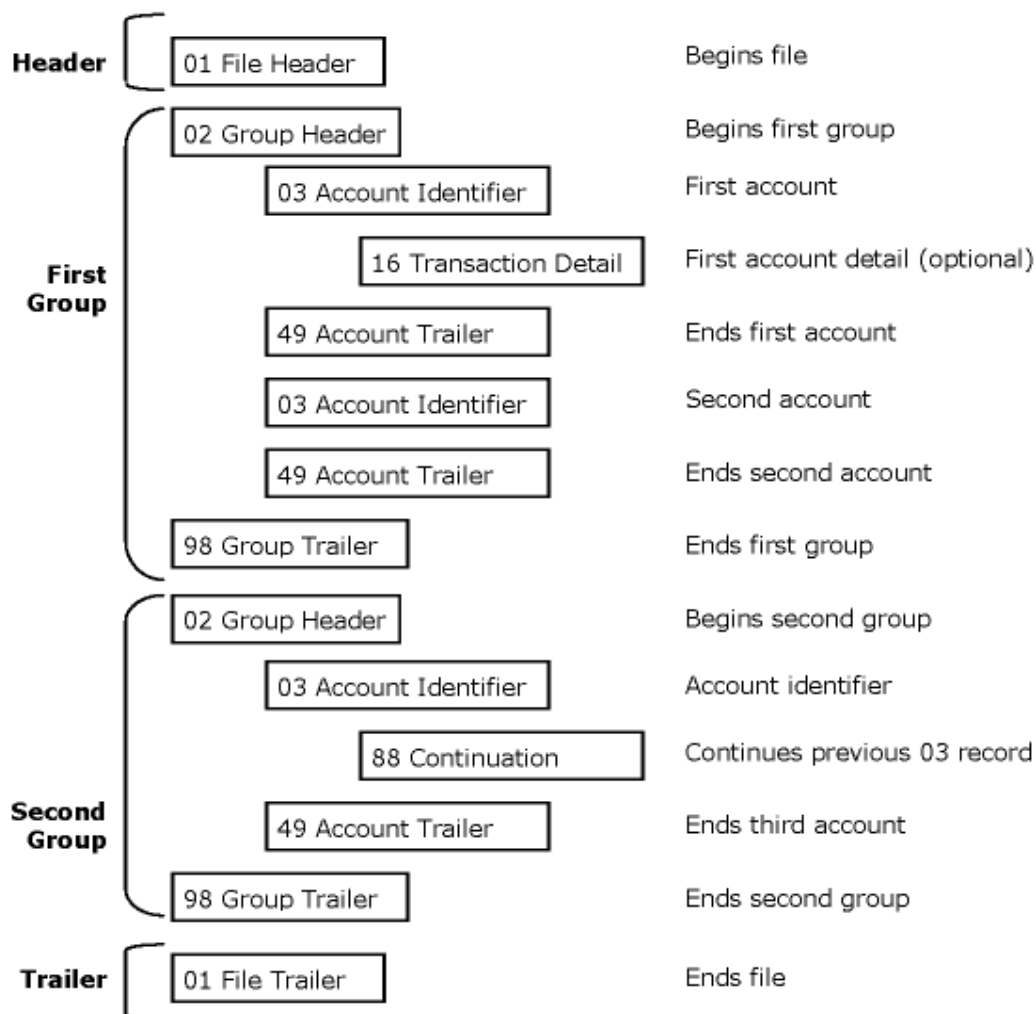 Header
01 File Header
Begins file
02 Group Header
Begins first group
03 Account Identifier
First account
First
Group
16 Transaction Detail
First account detail (optional)
49 Account Trailer
Ends first account
03 Account Identifier
Second account
49 Account Trailer
Ends second account
98 Group Trailer
Ends first group
02 Group Header
Begins second group
03 Account Identifier
Account identifier
88 Continuation
Continues previous 03 record
Second
Group
49 Account Trailer
Ends third account
98 Group Trailer
Ends second group
Trailer
01 File Trailer
Ends file